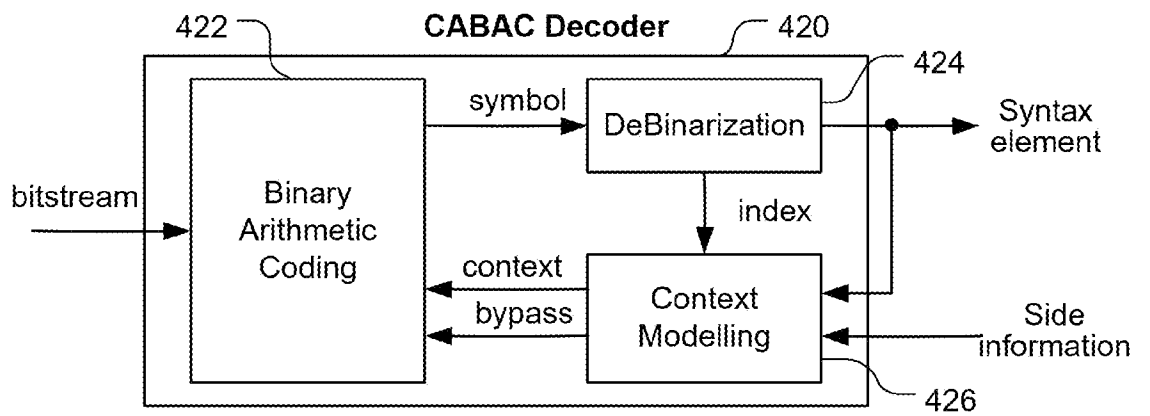 CABAC Decoder
422
420
424
symbol
DeBinarization
Syntax
element
bitstream
Binary
Arithmetic
Coding
index
context
bypass
Context
Modelling
Side
information
426